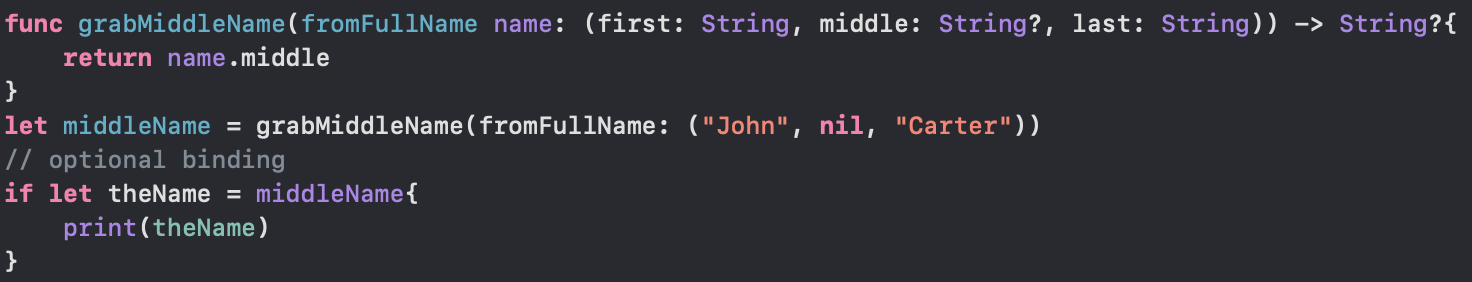 func grabMiddleName(fromFullName name: (first: String, middle: String?, last: String)) -> String?{
    return name.middle
}
let middleName = grabMiddleName(fromFullName: ("John", nil, "Carter"))
// optional binding
if let theName = middleName{
    print(theName)
}